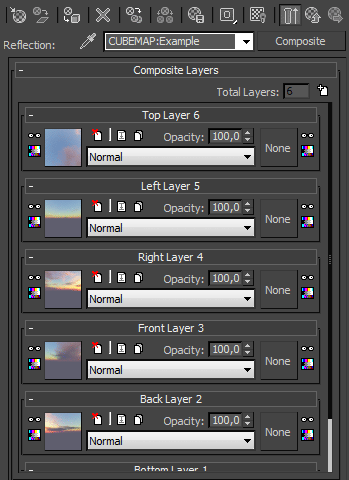 Reflection: CUBEMAP:Example Composite
- Composite Layers
Total Layers: 6
- Top Layer 6
Opacity: 100,0
Normal
None
- Left Layer 5
Opacity: 100,0
Normal
None
- Right Layer 4
Opacity: 100,0
Normal
None
- Front Layer 3
Opacity: 100,0
Normal
None
- Back Layer 2
Opacity: 100,0
Normal
None
Bottom Layer 1